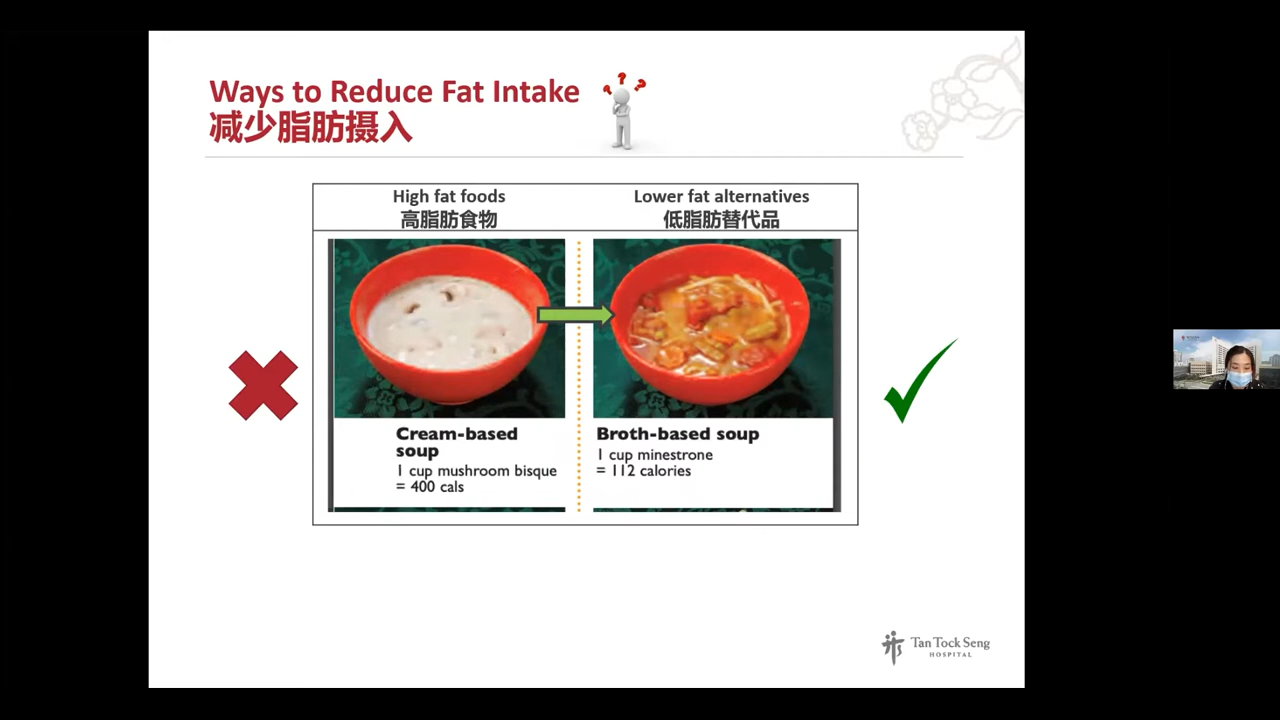 Ways to Reduce Fat Intake
减少脂肪摄入
High fat foods
高脂肪食物
Lower fat alternatives
低脂肪替代品
Cream-based
soup
1 cup mushroom bisque
= 400 cals
Broth-based soup
1 cup minestrone
= 112 calories
Tan Tock Seng
HOSPITAL